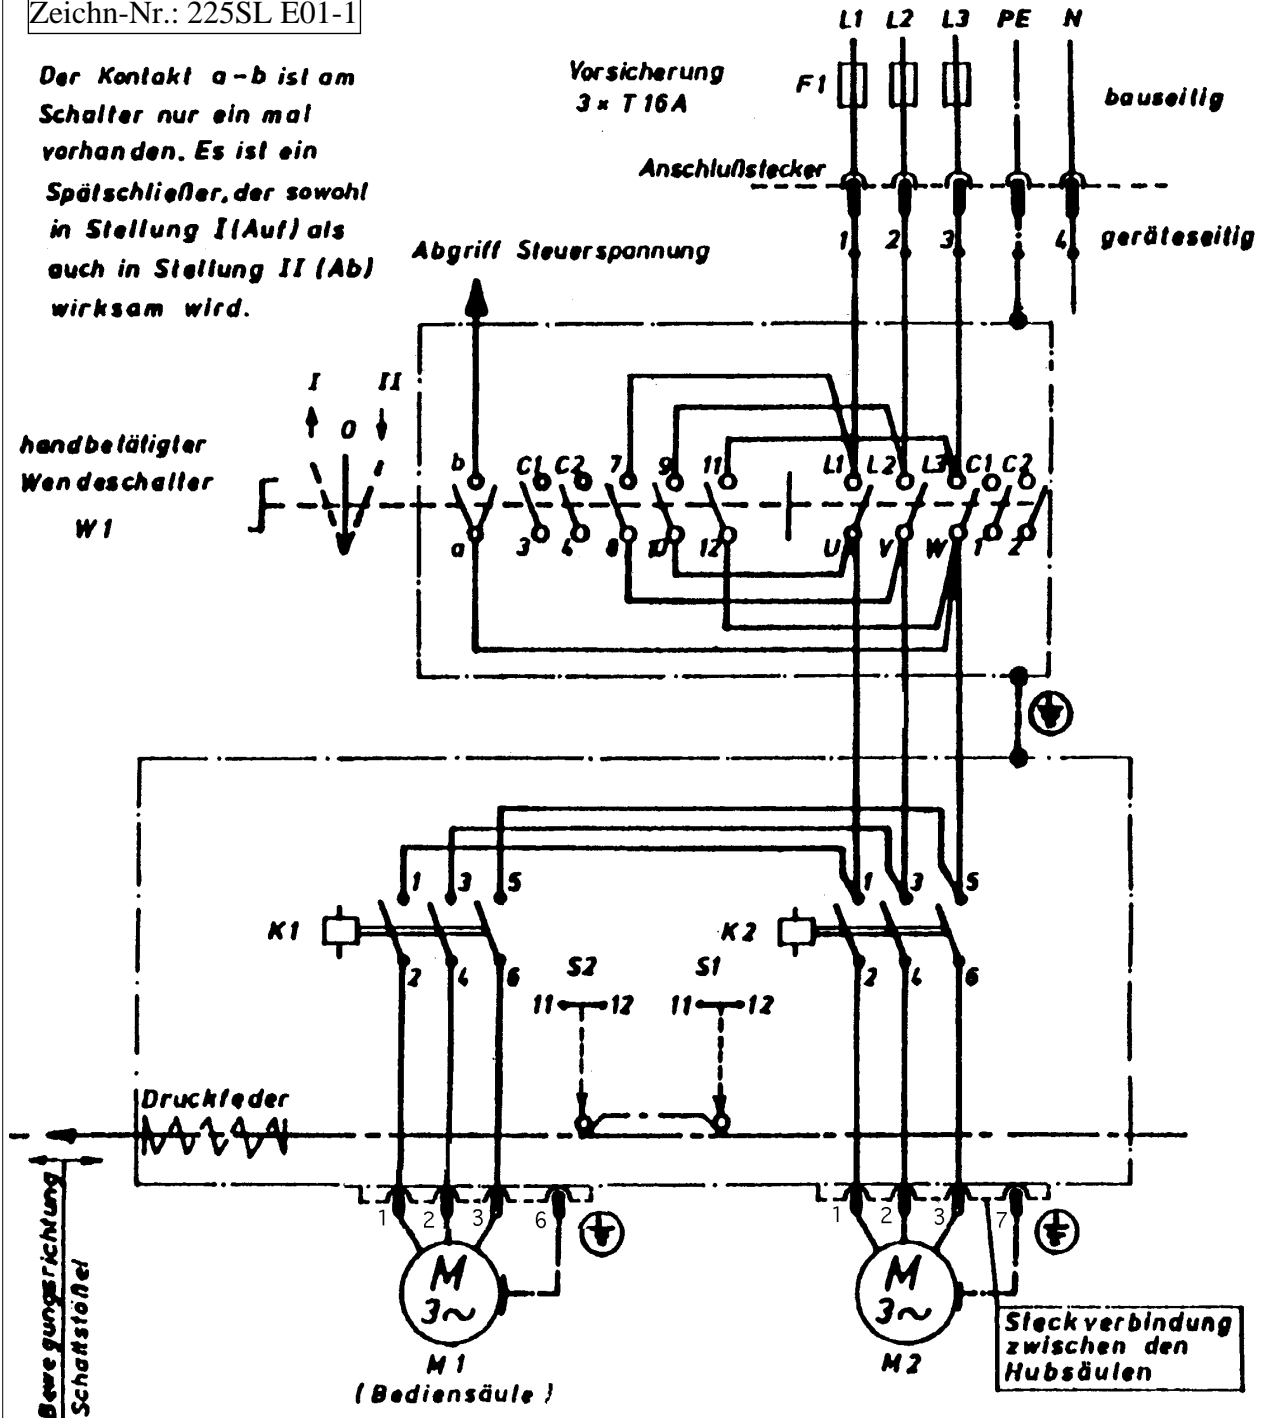 Zeichn-Nr.: 225SL E01-1
L1 L2 L3 PE N
Der Kontakt a-b ist am
Schalter nur ein mal
vorhanden. Es ist ein
Spätschließer, der sowohl
in Stellung I (Auf) als
auch in Stellung II (Ab)
wirksam wird.
Vorsicherung
3 x T 16 A
F1
bauseitig
Anschlußstecker
1 2 3 4
geräteseitig
Abgriff Steuerspannung
I II
0
handbetätigter
Wendeschalter
W1
b C1 C2 7 9 11 L1 L2 L3 C1 C2
a 3 4 8 10 12 U V W 1 2
1 3 5 1 3 5
K1 K2
2 4 6 2 4 6
S2 S1
11 12 11 12
Druckfeder
Bewegungsrichtung
Schaltstößel
1 2 3 6 1 2 3 7
M
3~
M
3~
M1
(Bediensäule)
M2
Steckverbindung
zwischen den
Hubsäulen